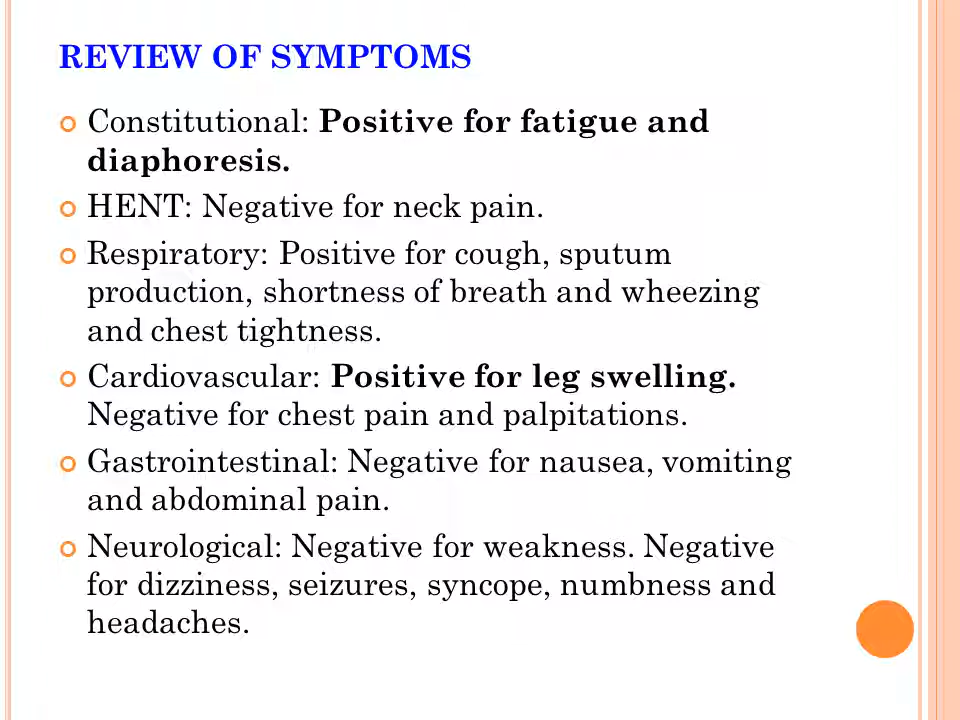 REVIEW OF SYMPTOMS
Constitutional: Positive for fatigue and
diaphoresis.
HENT: Negative for neck pain.
Respiratory: Positive for cough, sputum
production, shortness of breath and wheezing
and chest tightness.
Cardiovascular: Positive for leg swelling.
Negative for chest pain and palpitations.
Gastrointestinal: Negative for nausea, vomiting
and abdominal pain.
Neurological: Negative for weakness. Negative
for dizziness, seizures, syncope, numbness and
headaches.